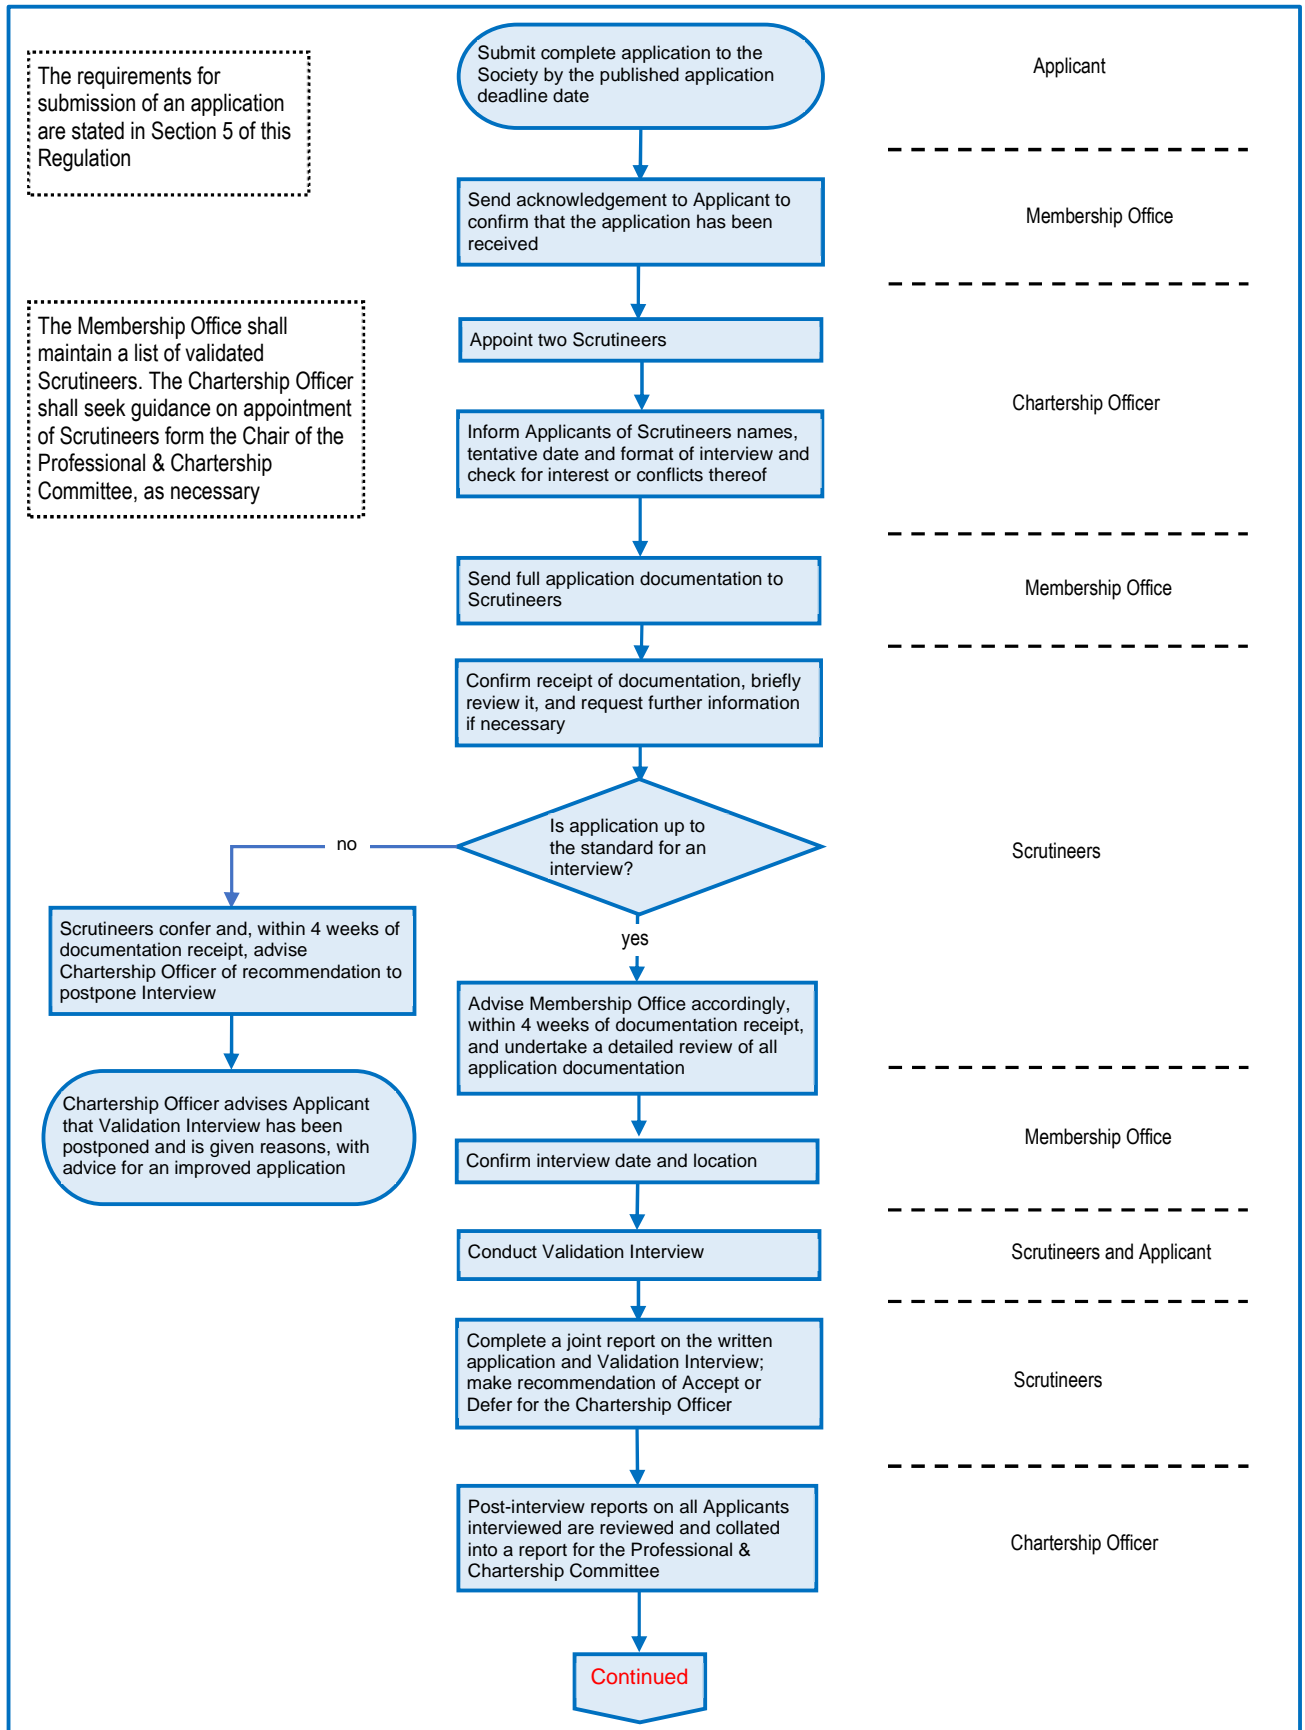 Submit complete application to the
Society by the published application
deadline date
Applicant
The requirements for
submission of an application
are stated in Section 5 of this
Regulation
Send acknowledgement to Applicant to
confirm that the application has been
received
Membership Office
The Membership Office shall
maintain a list of validated
Scrutineers. The Chartership Officer
shall seek guidance on appointment
of Scrutineers form the Chair of the
Professional & Chartership
Committee, as necessary
Appoint two Scrutineers
Inform Applicants of Scrutineers names,
tentative date and format of interview and
check for interest or conflicts thereof
Chartership Officer
Send full application documentation to
Scrutineers
Membership Office
Confirm receipt of documentation, briefly
review it, and request further information
if necessary
Is application up to
the standard for an
interview?
Scrutineers
no
Scrutineers confer and, within 4 weeks of
documentation receipt, advise
Chartership Officer of recommendation to
postpone Interview
Chartership Officer advises Applicant
that Validation Interview has been
postponed and is given reasons, with
advice for an improved application
yes
Advise Membership Office accordingly,
within 4 weeks of documentation receipt,
and undertake a detailed review of all
application documentation
Confirm interview date and location
Membership Office
Conduct Validation Interview
Scrutineers and Applicant
Complete a joint report on the written
application and Validation Interview;
make recommendation of Accept or
Defer for the Chartership Officer
Scrutineers
Post-interview reports on all Applicants
interviewed are reviewed and collated
into a report for the Professional &
Chartership Committee
Chartership Officer
Continued